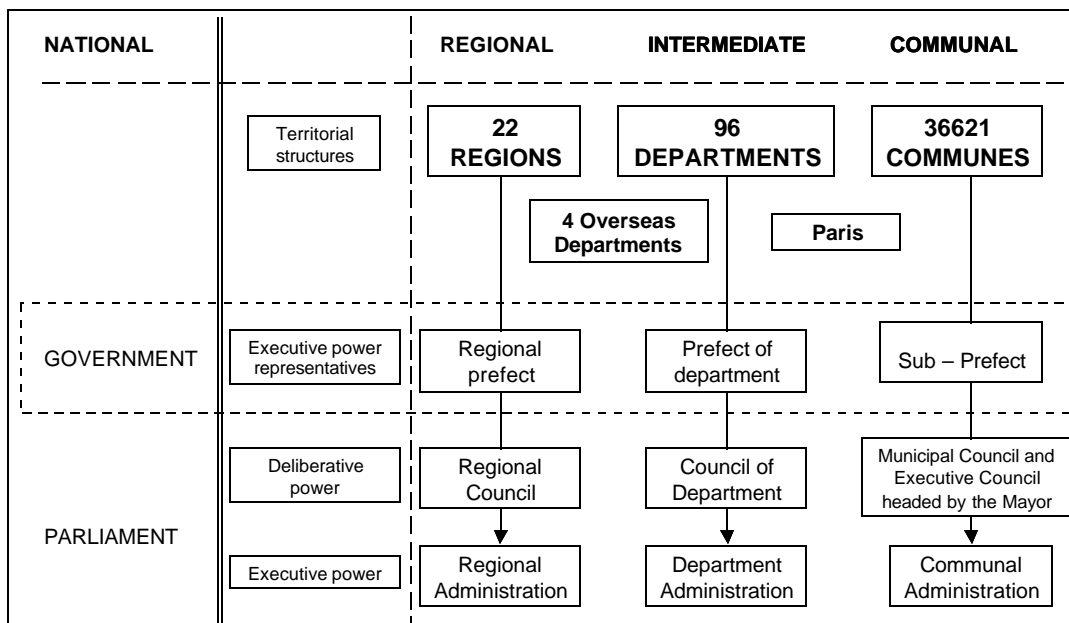 NATIONAL
REGIONAL
INTERMEDIATE
COMMUNAL
Territorial
structures
22
REGIONS
96
DEPARTMENTS
36621
COMMUNES
4 Overseas
Departments
Paris
GOVERNMENT
Executive power
representatives
Regional
prefect
Prefect of
department
Sub – Prefect
PARLIAMENT
Deliberative
power
Regional
Council
Council of
Department
Municipal Council and
Executive Council
headed by the Mayor
Executive power
Regional
Administration
Department
Administration
Communal
Administration